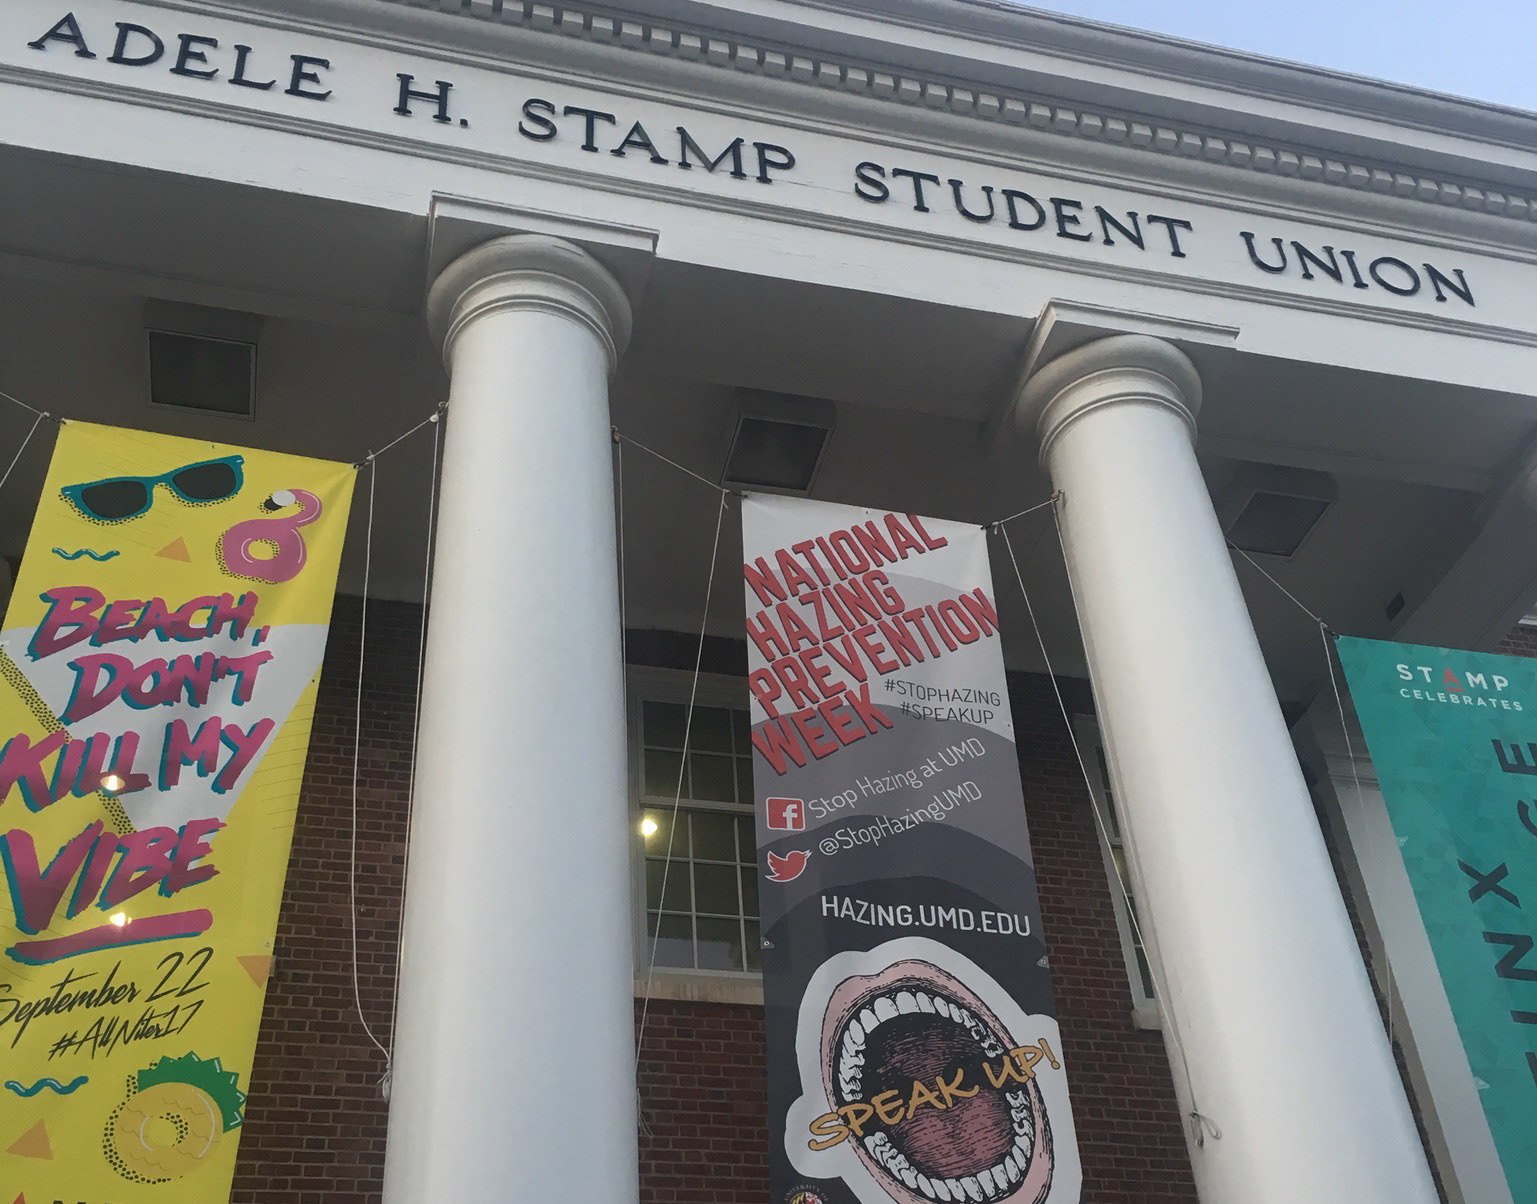 ADELE H. STAMP STUDENT UNION
BEACH,
DON'T
KILL MY
VIBE
September 22
#AllNiter17
NATIONAL
HAZING
PREVENTION
WEEK
#STOPHAZING
#SPEAKUP
Stop Hazing at UMD
@StopHazingUMD
HAZING.UMD.EDU
SPEAK UP!
STAMP
CELEBRATES